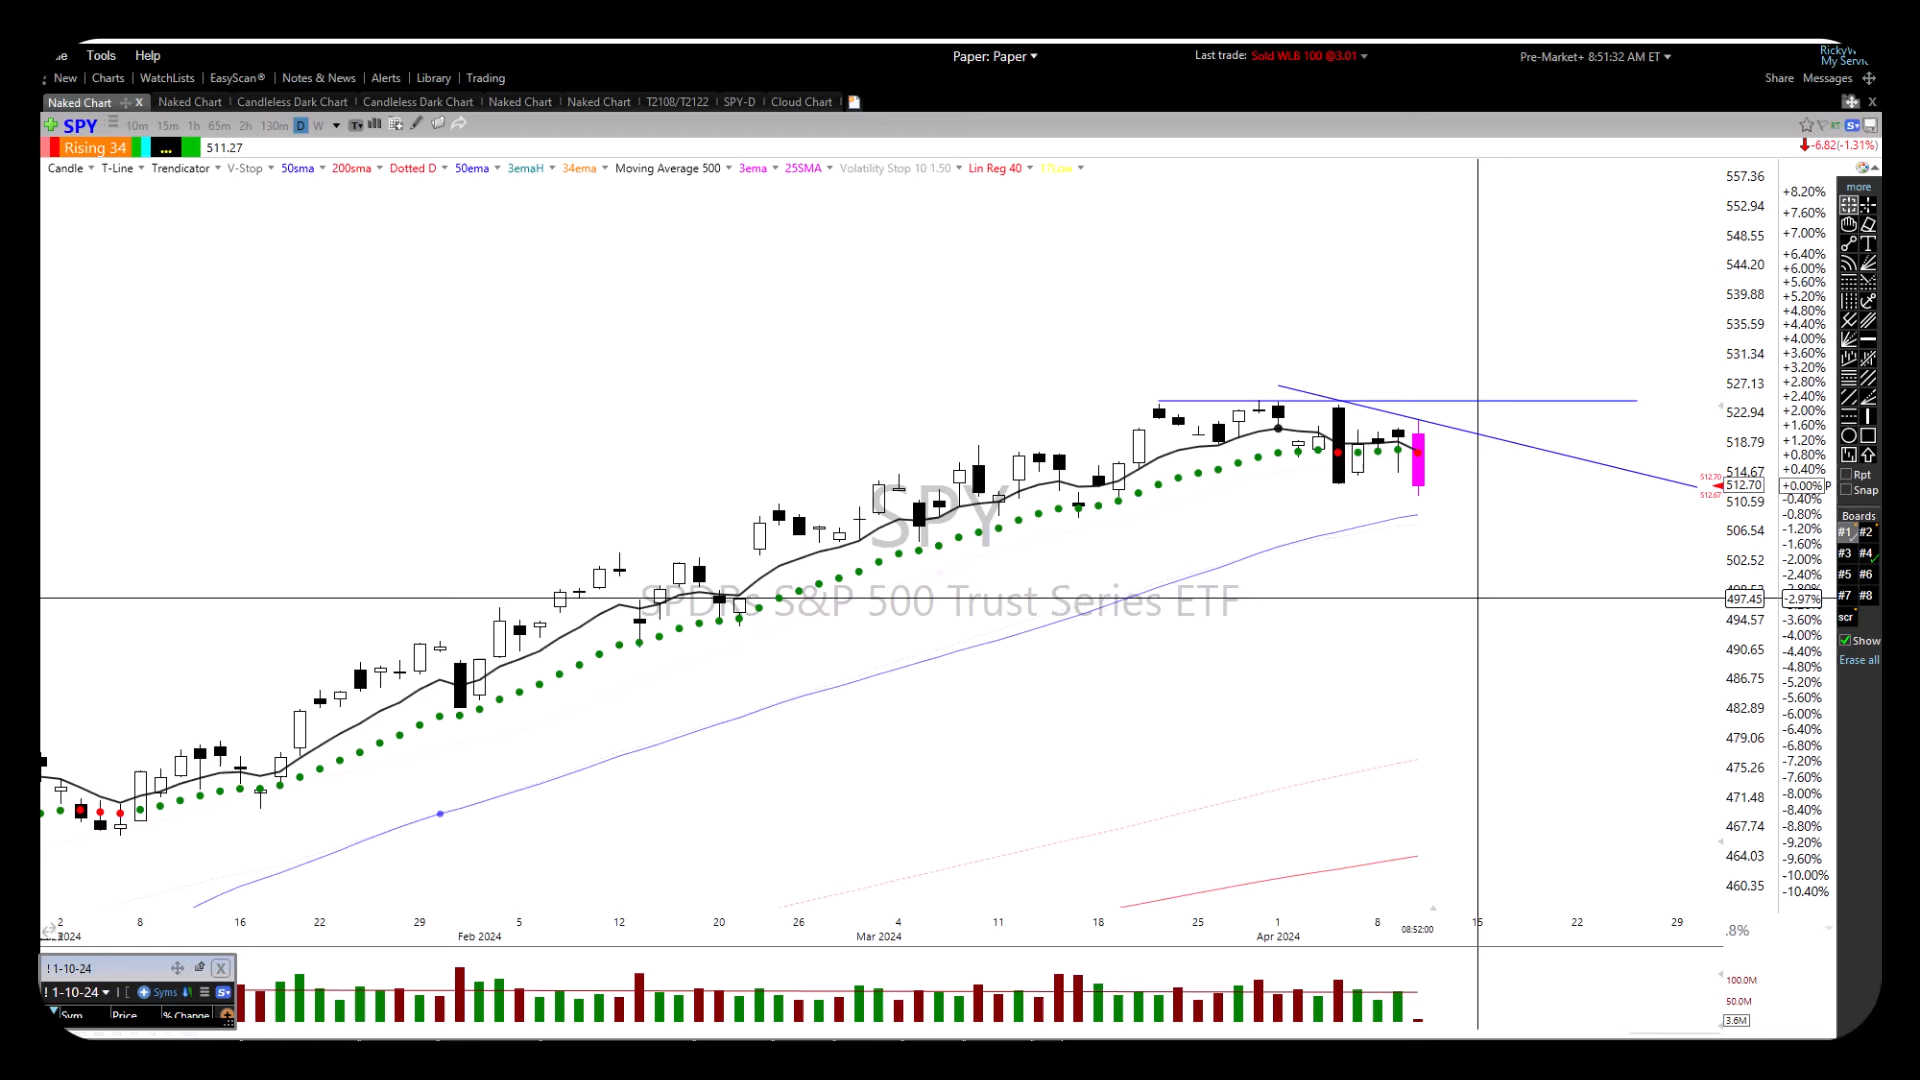 Tools Help
Paper: Paper
Last trade: Sold WLB 100 @3.01
Pre-Market+ 8:51:32 AM ET
My Servic
New | Charts | WatchLists | EasyScan® | Notes & News | Alerts | Library | Trading
Share Messages
Naked Chart X Naked Chart | Candleless Dark Chart | Candleless Dark Chart | Naked Chart | Naked Chart | T2108/T2122 | SPY-D | Cloud Chart
X
SPY 10m 15m 1h 65m 2h 130m D W
Rising 34 ... 511.27
-6.82(-1.31%)
Candle T-Line Trendicator V-Stop 50sma 200sma Dotted D 50ema 3emaH 34ema Moving Average 500 3ema 25SMA Volatility Stop 10 1.50 Lin Reg 40 17Low
more
557.36
552.94
548.55
544.20
539.88
535.59
531.34
527.13
522.94
518.79
514.67
512.70
512.70
512.67
510.59
506.54
502.52
497.45
494.57
490.65
486.75
482.89
479.06
475.26
471.48
467.74
464.03
460.35
+8.20%
+7.60%
+7.00%
+6.40%
+6.00%
+5.60%
+5.20%
+4.80%
+4.40%
+4.00%
+3.60%
+3.20%
+2.80%
+2.40%
+2.00%
+1.60%
+1.20%
+0.80%
+0.40%
+0.00% P
-0.40%
-0.80%
-1.20%
-1.60%
-2.00%
-2.40%
-2.97%
-3.60%
-4.00%
-4.40%
-4.80%
-5.20%
-5.60%
-6.00%
-6.40%
-6.80%
-7.20%
-7.60%
-8.00%
-8.40%
-8.80%
-9.20%
-9.60%
-10.00%
-10.40%
Rpt
Snap
Boards
#1 #2
#3 #4
#5 #6
#7 #8
scr
Show
Erase all
SPY
SPDRs S&P 500 Trust Series ETF
2 8 16 22 29 5 12 20 26 4 11 18 25 1 8 15 22 29
2024 Feb 2024 Mar 2024 Apr 2024 08:52:00
.8%
! 1-10-24 X
! 1-10-24 Syms
Sym Price % Change
100.0M
50.0M
3.6M